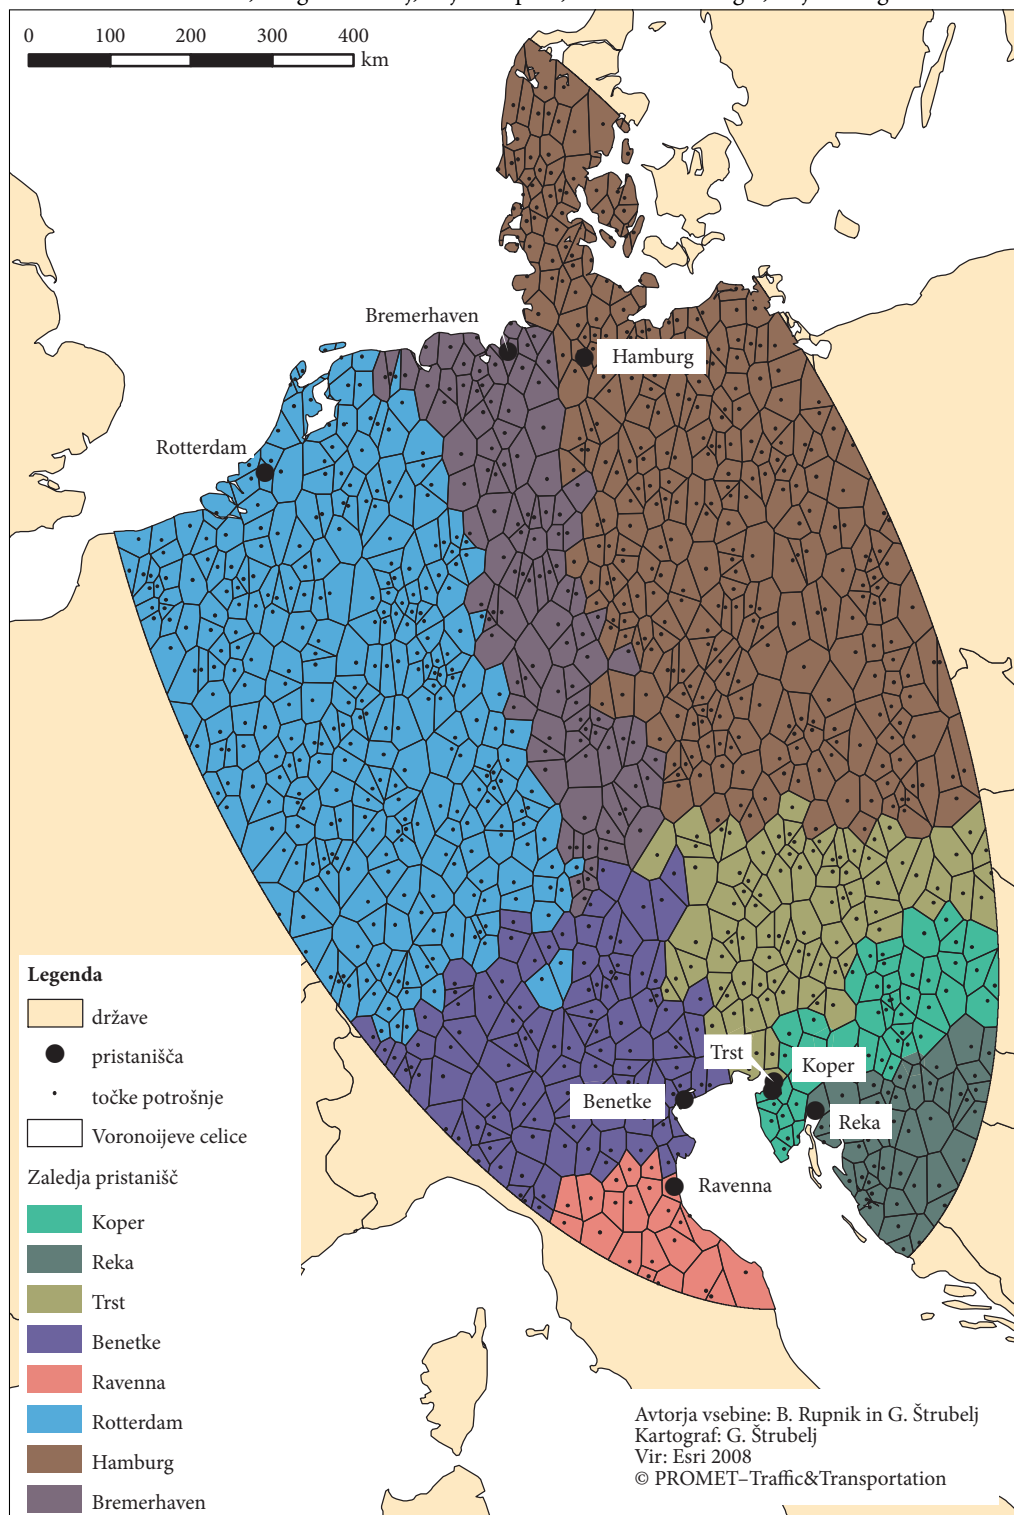 0 100 200 300 400
km
Bremerhaven
Hamburg
Rotterdam
Legenda
države
pristanišča
točke potrošnje
Voronoijeve celice
Zaledja pristanišč
Koper
Reka
Trst
Benetke
Ravenna
Rotterdam
Hamburg
Bremerhaven
Trst
Koper
Benetke
Reka
Ravenna
Avtorja vsebine: B. Rupnik in G. Štrubelj
Kartograf: G. Štrubelj
Vir: Esri 2008
© PROMET–Traffic&Transportation